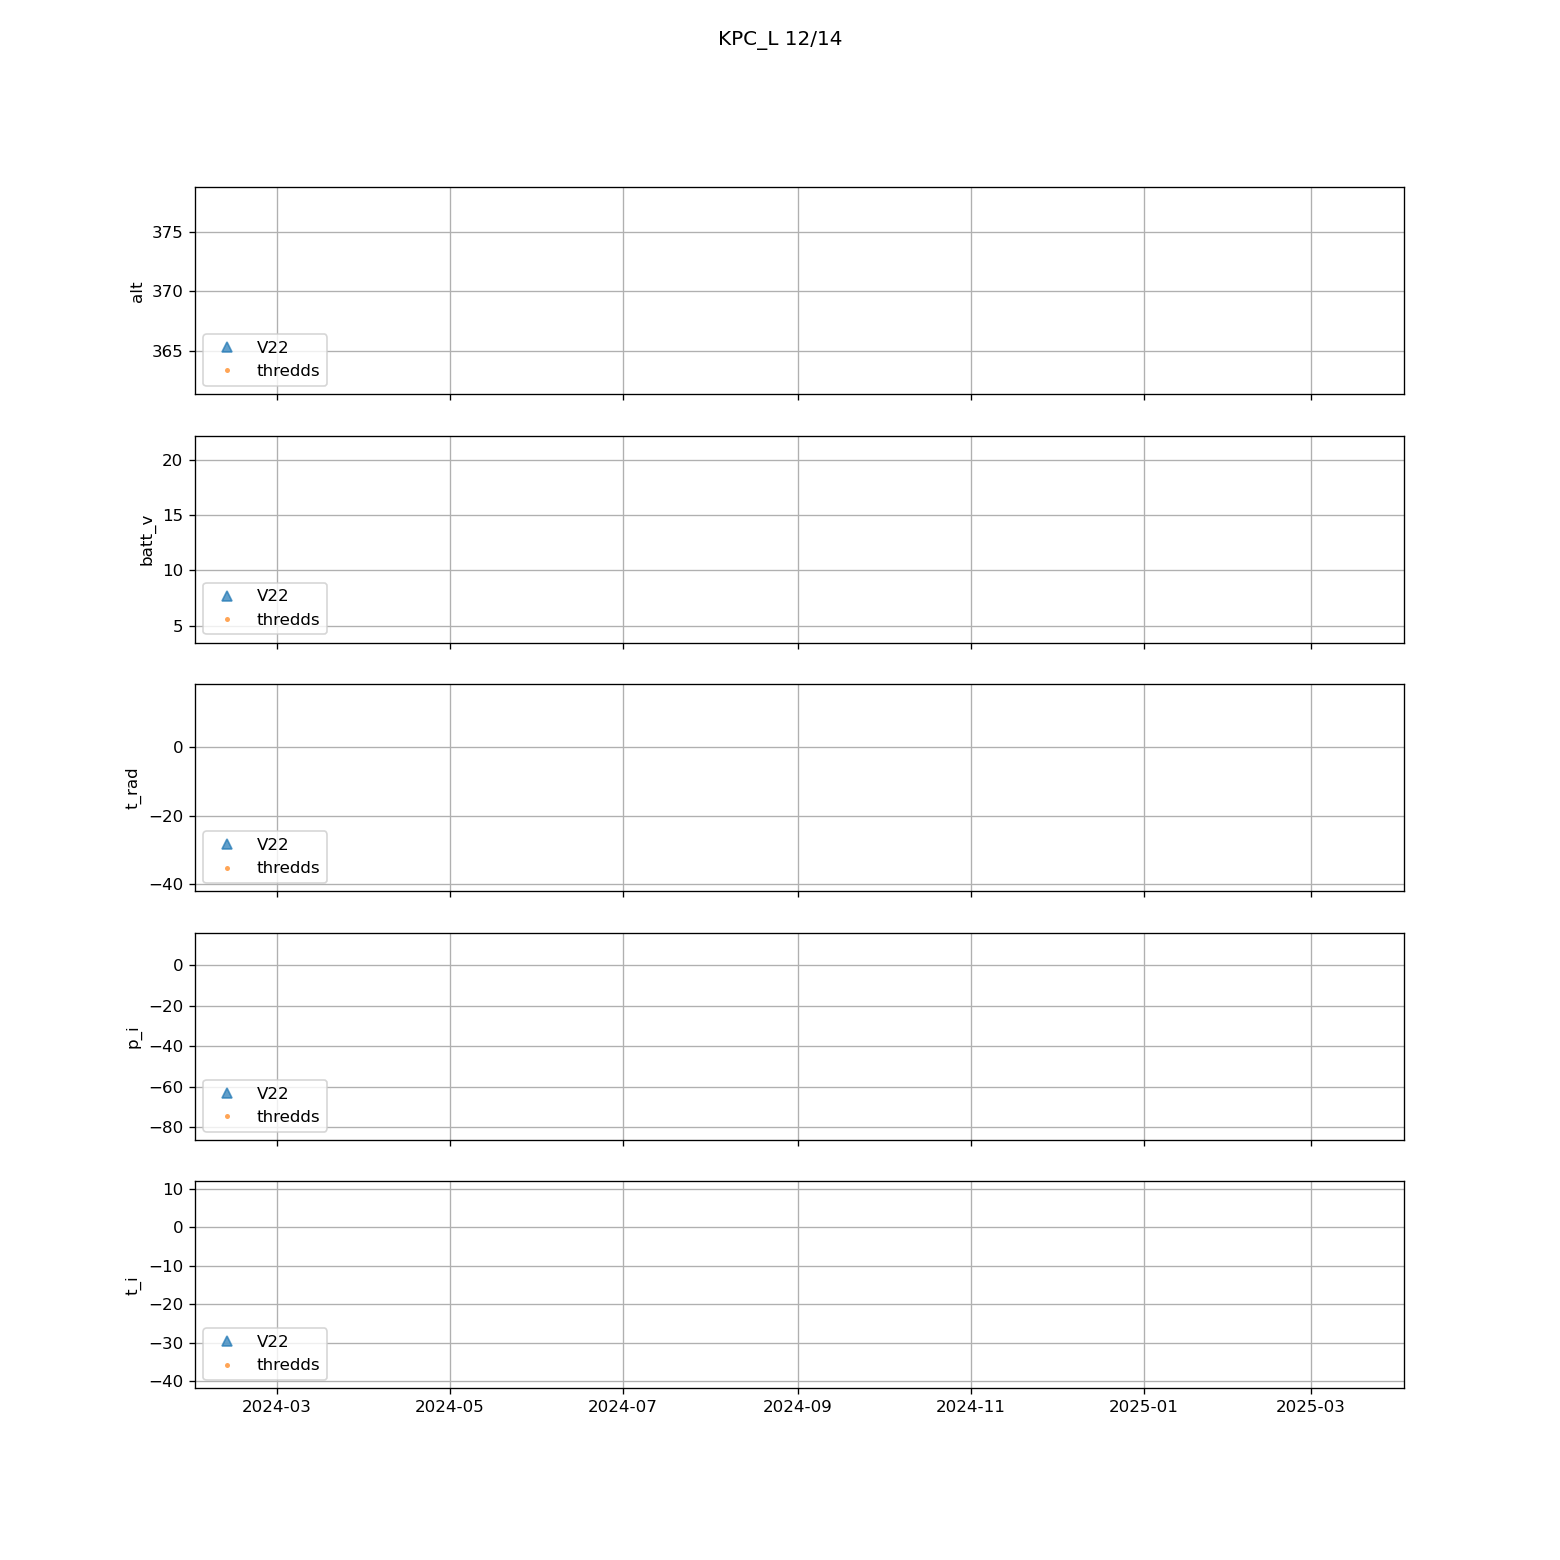 KPC_L 12/14
375
370
365
alt
V22
thredds
20
15
10
5
batt_v
V22
thredds
0
−20
−40
t_rad
V22
thredds
0
−20
−40
−60
−80
p_i
V22
thredds
10
0
−10
−20
−30
−40
t_i
V22
thredds
2024-03 2024-05 2024-07 2024-09 2024-11 2025-01 2025-03